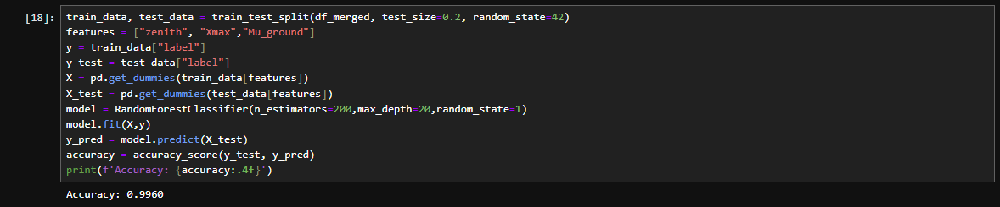 [18]: train_data, test_data = train_test_split(df_merged, test_size=0.2, random_state=42)
features = ["zenith", "Xmax","Mu_ground"]
y = train_data["label"]
y_test = test_data["label"]
X = pd.get_dummies(train_data[features])
X_test = pd.get_dummies(test_data[features])
model = RandomForestClassifier(n_estimators=200,max_depth=20,random_state=1)
model.fit(X,y)
y_pred = model.predict(X_test)
accuracy = accuracy_score(y_test, y_pred)
print(f'Accuracy: {accuracy:.4f}')
Accuracy: 0.9960